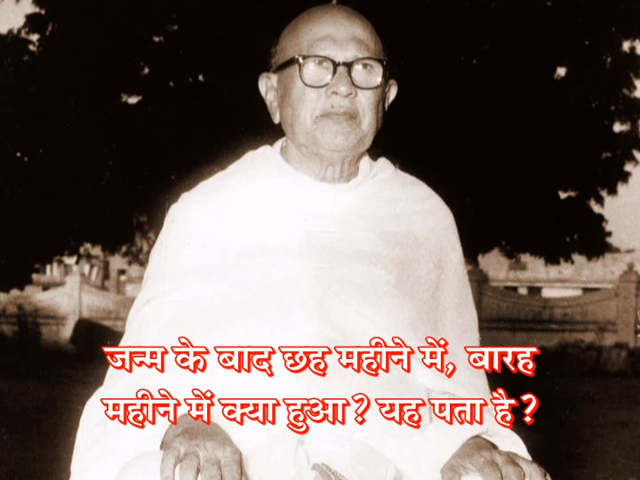 जन्म के बाद छह महीने में, बारह
महीने में क्या हुआ? यह पता है?